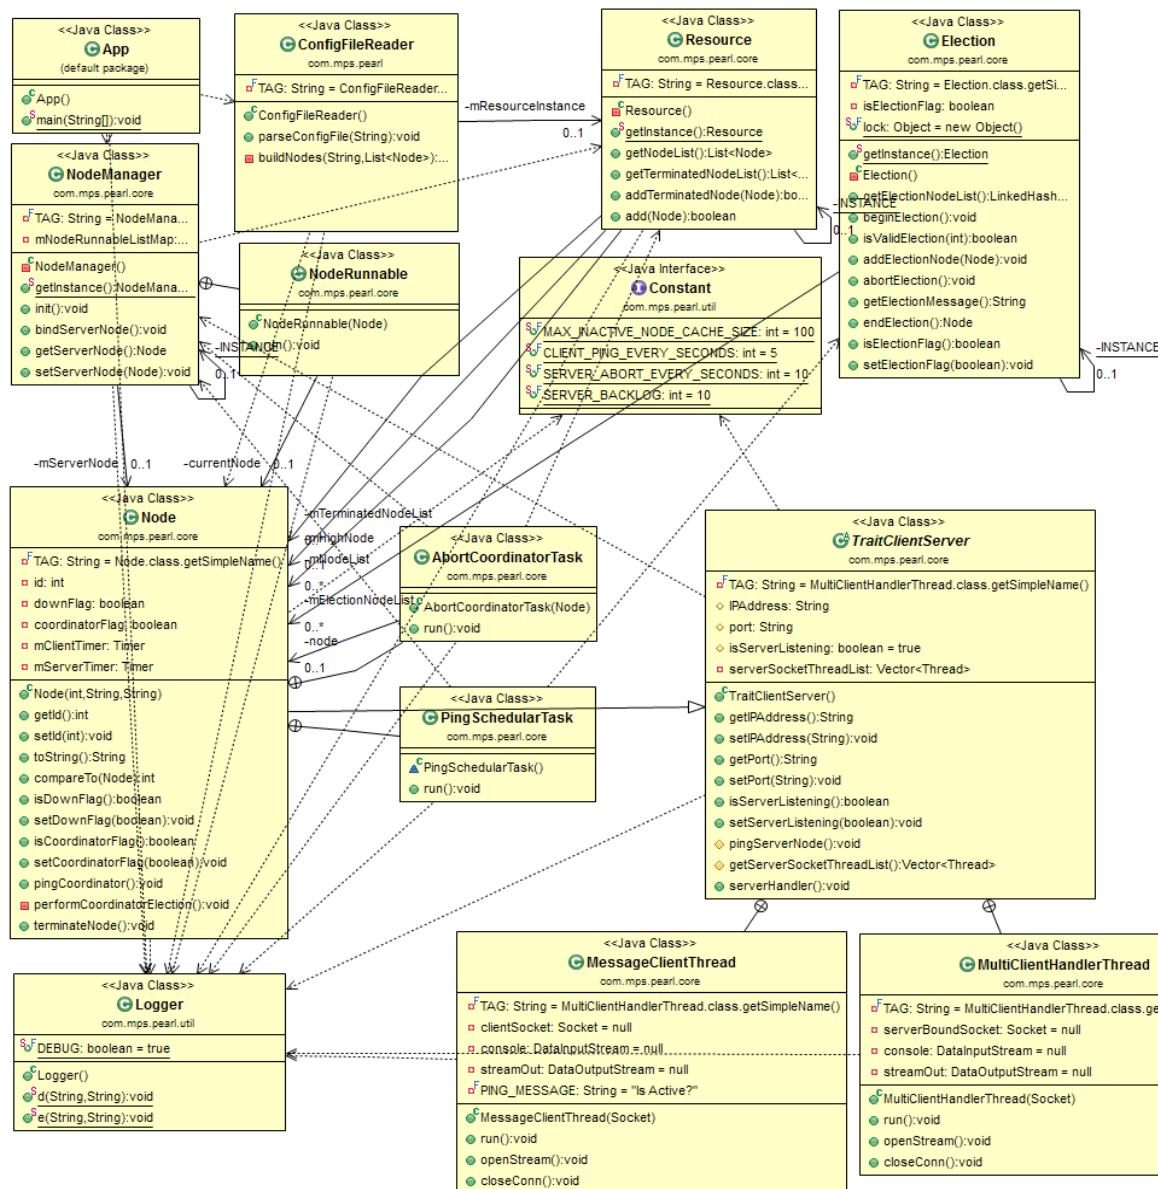 <<Java Class>>
App
(default package)
App()
main(String[]):void
<<Java Class>>
ConfigFileReader
com.mps.pearl
TAG: String = ConfigFileReader...
ConfigFileReader()
parseConfigFile(String):void
buildNodes(String,List<Node>):...
-mResourceInstance
0..1
<<Java Class>>
Resource
com.mps.pearl.core
TAG: String = Resource.class...
Resource()
getInstance():Resource
getNodeList():List<Node>
getTerminatedNodeList():List<...
addTerminatedNode(Node):bo...
add(Node):boolean
-INSTANCE
0..1
<<Java Class>>
Election
com.mps.pearl.core
TAG: String = Election.class.getSi...
isElectionFlag: boolean
lock: Object = new Object()
getInstance():Election
Election()
getElectionNodeList():LinkedHash...
beginElection():void
isValidElection(int):boolean
addElectionNode(Node):void
abortElection():void
getElectionMessage():String
endElection():Node
isElectionFlag():boolean
setElectionFlag(boolean):void
-INSTANCE
0..1
<<Java Class>>
NodeManager
com.mps.pearl.core
TAG: String = NodeMana...
mNodeRunnableListMap:...
NodeManager()
getInstance():NodeMana...
init():void
bindServerNode():void
getServerNode():Node
setServerNode(Node):void
-INSTANCE
0..1
<<Java Class>>
NodeRunnable
com.mps.pearl.core
NodeRunnable(Node)
run():void
<<Java Interface>>
Constant
com.mps.pearl.util
MAX_INACTIVE_NODE_CACHE_SIZE: int = 100
CLIENT_PING_EVERY_SECONDS: int = 5
SERVER_ABORT_EVERY_SECONDS: int = 10
SERVER_BACKLOG: int = 10
-mServerNode
0..1
-currentNode
0..1
<<Java Class>>
Node
com.mps.pearl.core
TAG: String = Node.class.getSimpleName()
id: int
downFlag: boolean
coordinatorFlag: boolean
mClientTimer: Timer
mServerTimer: Timer
Node(int,String,String)
getId():int
setId(int):void
toString():String
compareTo(Node):int
isDownFlag():boolean
setDownFlag(boolean):void
isCoordinatorFlag():boolean
setCoordinatorFlag(boolean):void
pingCoordinator():void
performCoordinatorElection():void
terminateNode():void
-mTerminatedNodeList
-mHighNode
0..1
-mNodeList
0..*
-mElectionNodeList
0..*
-node
0..1
<<Java Class>>
AbortCoordinatorTask
com.mps.pearl.core
AbortCoordinatorTask(Node)
run():void
<<Java Class>>
PingSchedularTask
com.mps.pearl.core
PingSchedularTask()
run():void
<<Java Class>>
TraitClientServer
com.mps.pearl.core
TAG: String = MultiClientHandlerThread.class.getSimpleName()
IPAddress: String
port: String
isServerListening: boolean = true
serverSocketThreadList: Vector<Thread>
TraitClientServer()
getIPAddress():String
setIPAddress(String):void
getPort():String
setPort(String):void
isServerListening():boolean
setServerListening(boolean):void
pingServerNode():void
getServerSocketThreadList():Vector<Thread>
serverHandler():void
<<Java Class>>
Logger
com.mps.pearl.util
DEBUG: boolean = true
Logger()
d(String,String):void
e(String,String):void
<<Java Class>>
MessageClientThread
com.mps.pearl.core
TAG: String = MultiClientHandlerThread.class.getSimpleName()
clientSocket: Socket = null
console: DataInputStream = null
streamOut: DataOutputStream = null
PING_MESSAGE: String = "Is Active?"
MessageClientThread(Socket)
run():void
openStream():void
closeConn():void
<<Java Class>>
MultiClientHandlerThread
com.mps.pearl.core
TAG: String = MultiClientHandlerThread.class.ge
serverBoundSocket: Socket = null
console: DataInputStream = null
streamOut: DataOutputStream = null
MultiClientHandlerThread(Socket)
run():void
openStream():void
closeConn():void